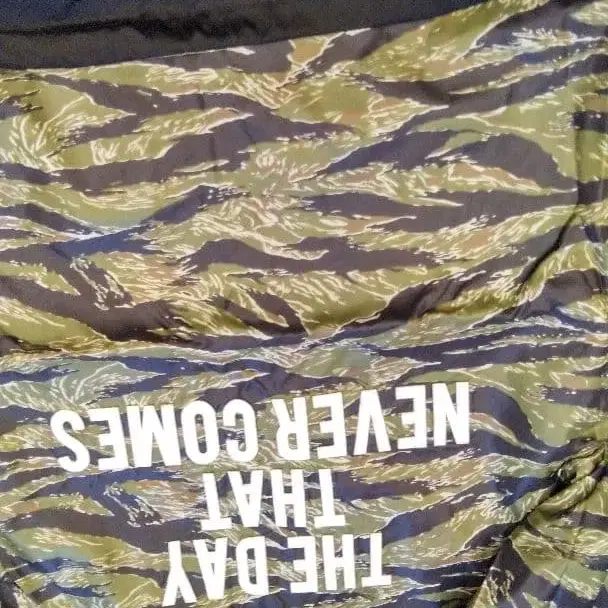 THE DAY
THAT
NEVER COMES